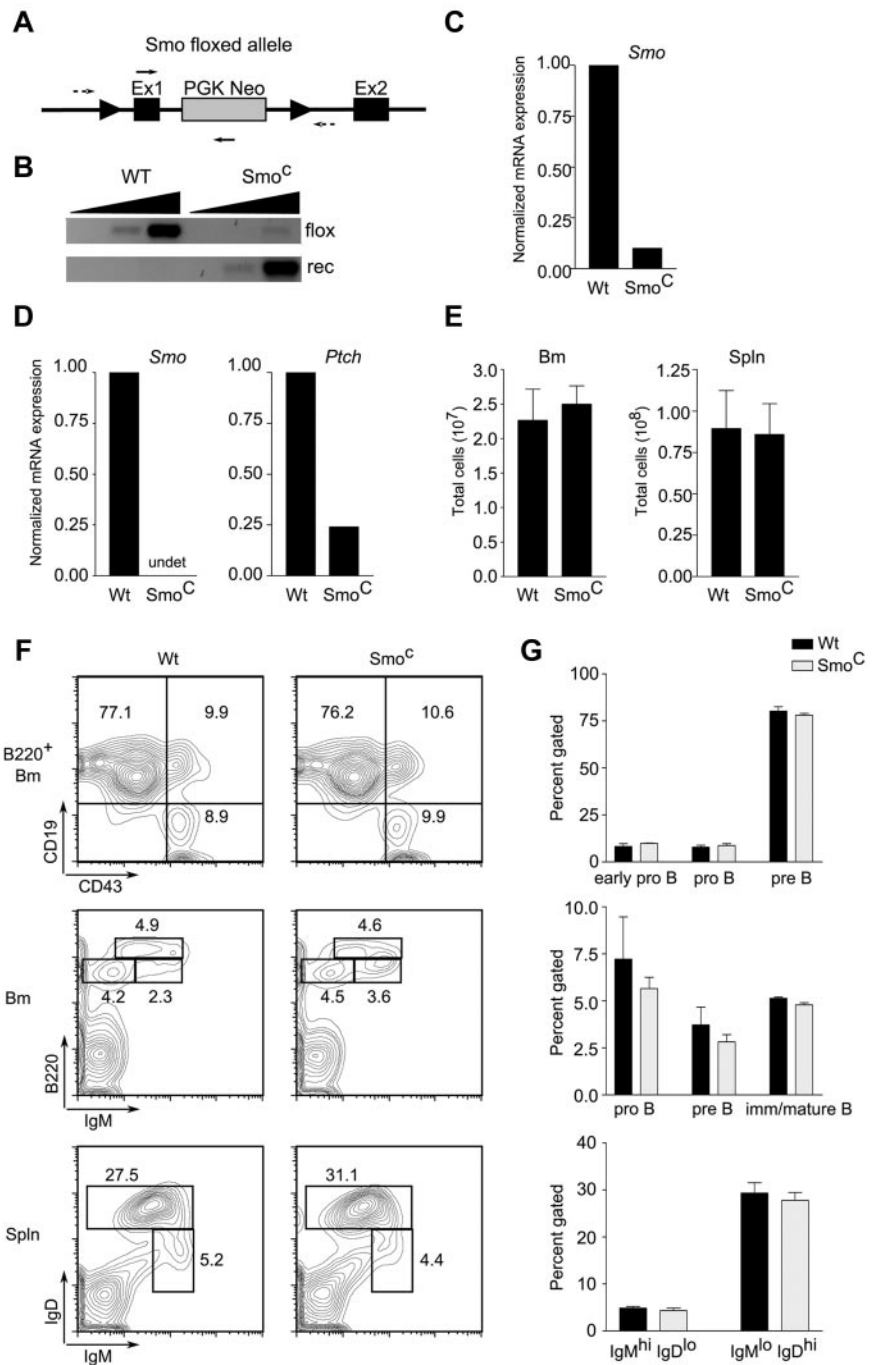 A
Smo floxed allele
Ex1
PGK Neo
Ex2
B
WT
Smo^C
flox
rec
C
Smo
Normalized mRNA expression
1.00
0.75
0.50
0.25
0.00
Wt
Smo^C
D
Smo
Normalized mRNA expression
1.00
0.75
0.50
0.25
0.00
undet
Wt
Smo^C
Ptch
1.00
0.75
0.50
0.25
0.00
Wt
Smo^C
E
Bm
Total cells (10^7)
3.0
2.5
2.0
1.5
1.0
0.5
0.0
Wt
Smo^C
Spln
Total cells (10^8)
1.25
1.00
0.75
0.50
0.25
0.00
Wt
Smo^C
F
Wt
Smo^C
B220^+
Bm
77.1
9.9
8.9
76.2
10.6
9.9
CD19
CD43
Bm
4.9
4.2
2.3
4.6
4.5
3.6
B220
IgM
Spln
27.5
5.2
31.1
4.4
IgD
IgM
G
Wt
Smo^C
Percent gated
100
75
50
25
0
early pro B
pro B
pre B
Percent gated
10.0
7.5
5.0
2.5
0.0
pro B
pre B
imm/mature B
Percent gated
40
30
20
10
0
IgM^hi IgD^lo
IgM^lo IgD^hi